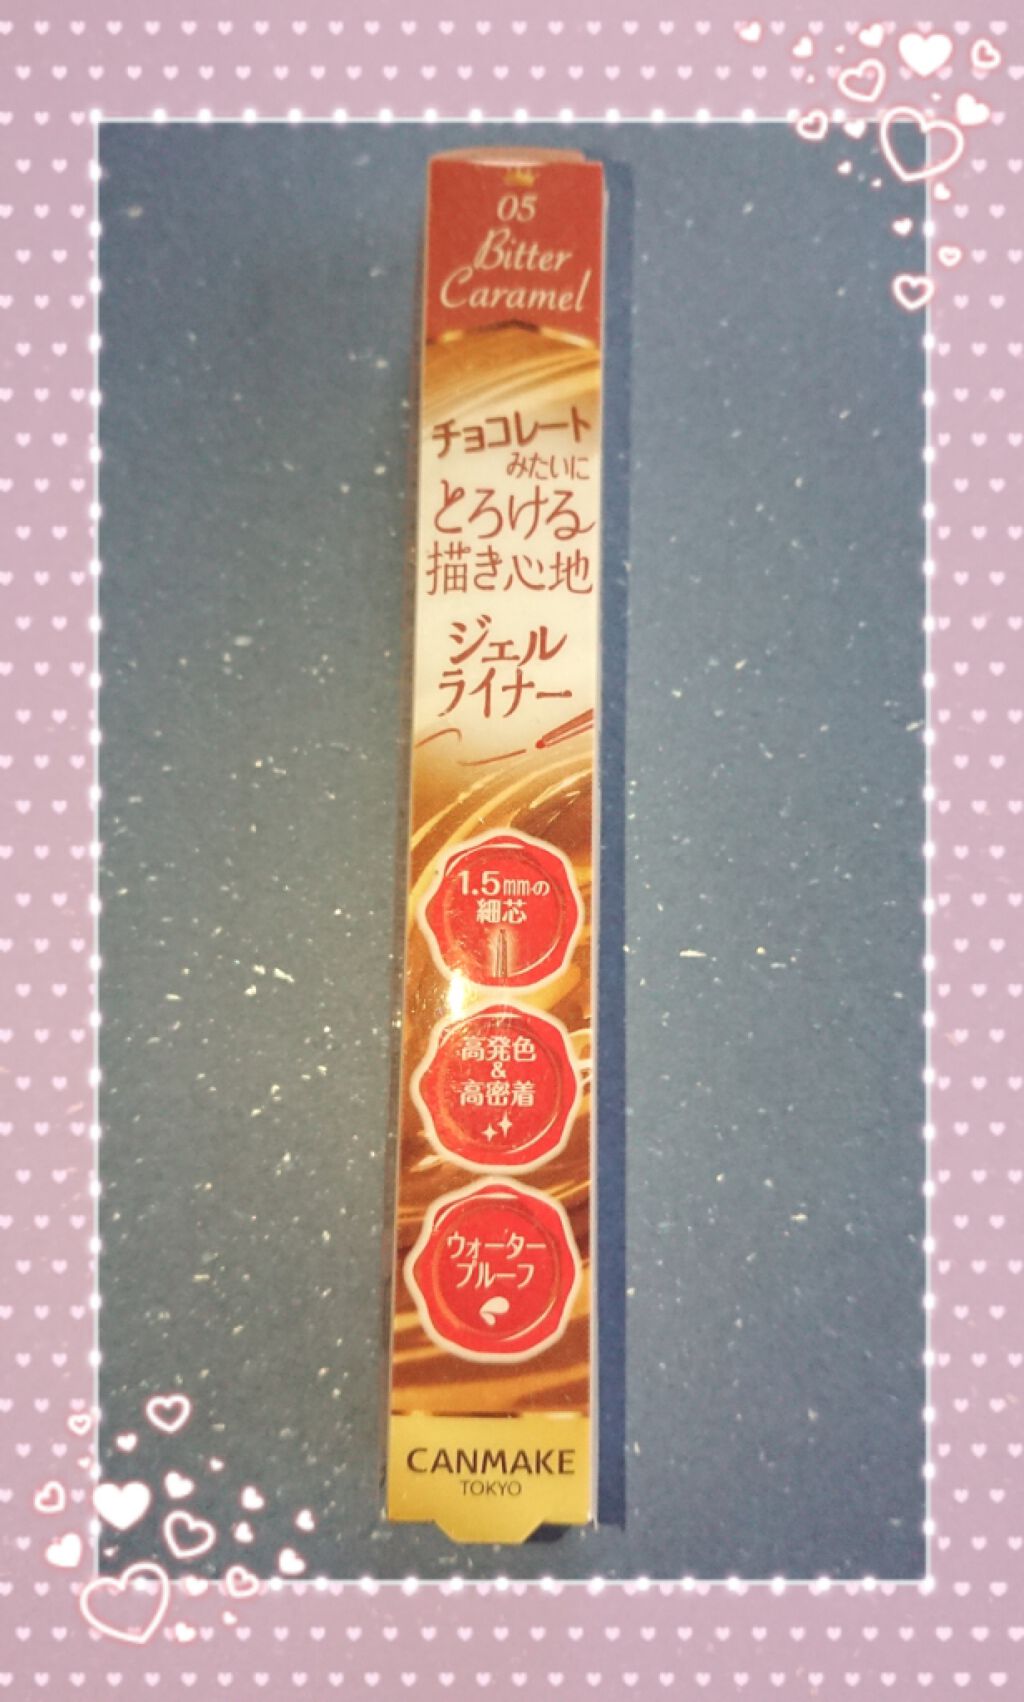 05
Bitter
Caramel
チョコレート
みたいに
とろける
描き心地
ジェル
ライナー
1.5mmの
細芯
高発色
&
高密着
ウォーター
プルーフ
CANMAKE
TOKYO